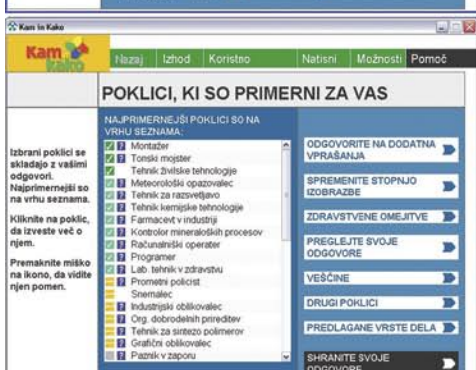 Kam in Kako
Kam
kako
Nazaj Izhod Koristno Natisni Možnosti Pomoč
POKLICI, KI SO PRIMERNI ZA VAS
Izbrani poklici se
skladajo z vašimi
odgovori.
Najprimernejši so
na vrhu seznama.
Kliknite na poklic,
da izveste več o
njem.
Premaknite miško
na ikono, da vidite
njen pomen.
NAJPRIMERNEJŠI POKLICI SO NA
VRHU SEZNAMA:
Montažer
Tonski mojster
Tehnik živilske tehnologije
Meteorološki opazovalec
Tehnik za razsvetljavo
Tehnik kemijske tehnologije
Farmacevt v industriji
Kontrolor mineraloških procesov
Računalniški operater
Programer
Lab. tehnik v zdravstvu
Prometni policist
Snemalec
Industrijski oblikovalec
Org. dobrodelnih prireditev
Tehnik za sintezo polimerov
Grafični oblikovalec
Paznik v zaporu
ODGOVORITE NA DODATNA
VPRAŠANJA
SPREMENITE STOPNJO
IZOBRAZBE
ZDRAVSTVENE OMEJITVE
PREGLEJTE SVOJE
ODGOVORE
VEŠČINE
DRUGI POKLICI
PREDLAGANE VRSTE DELA
SHRANITE SVOJE
ODGOVORE